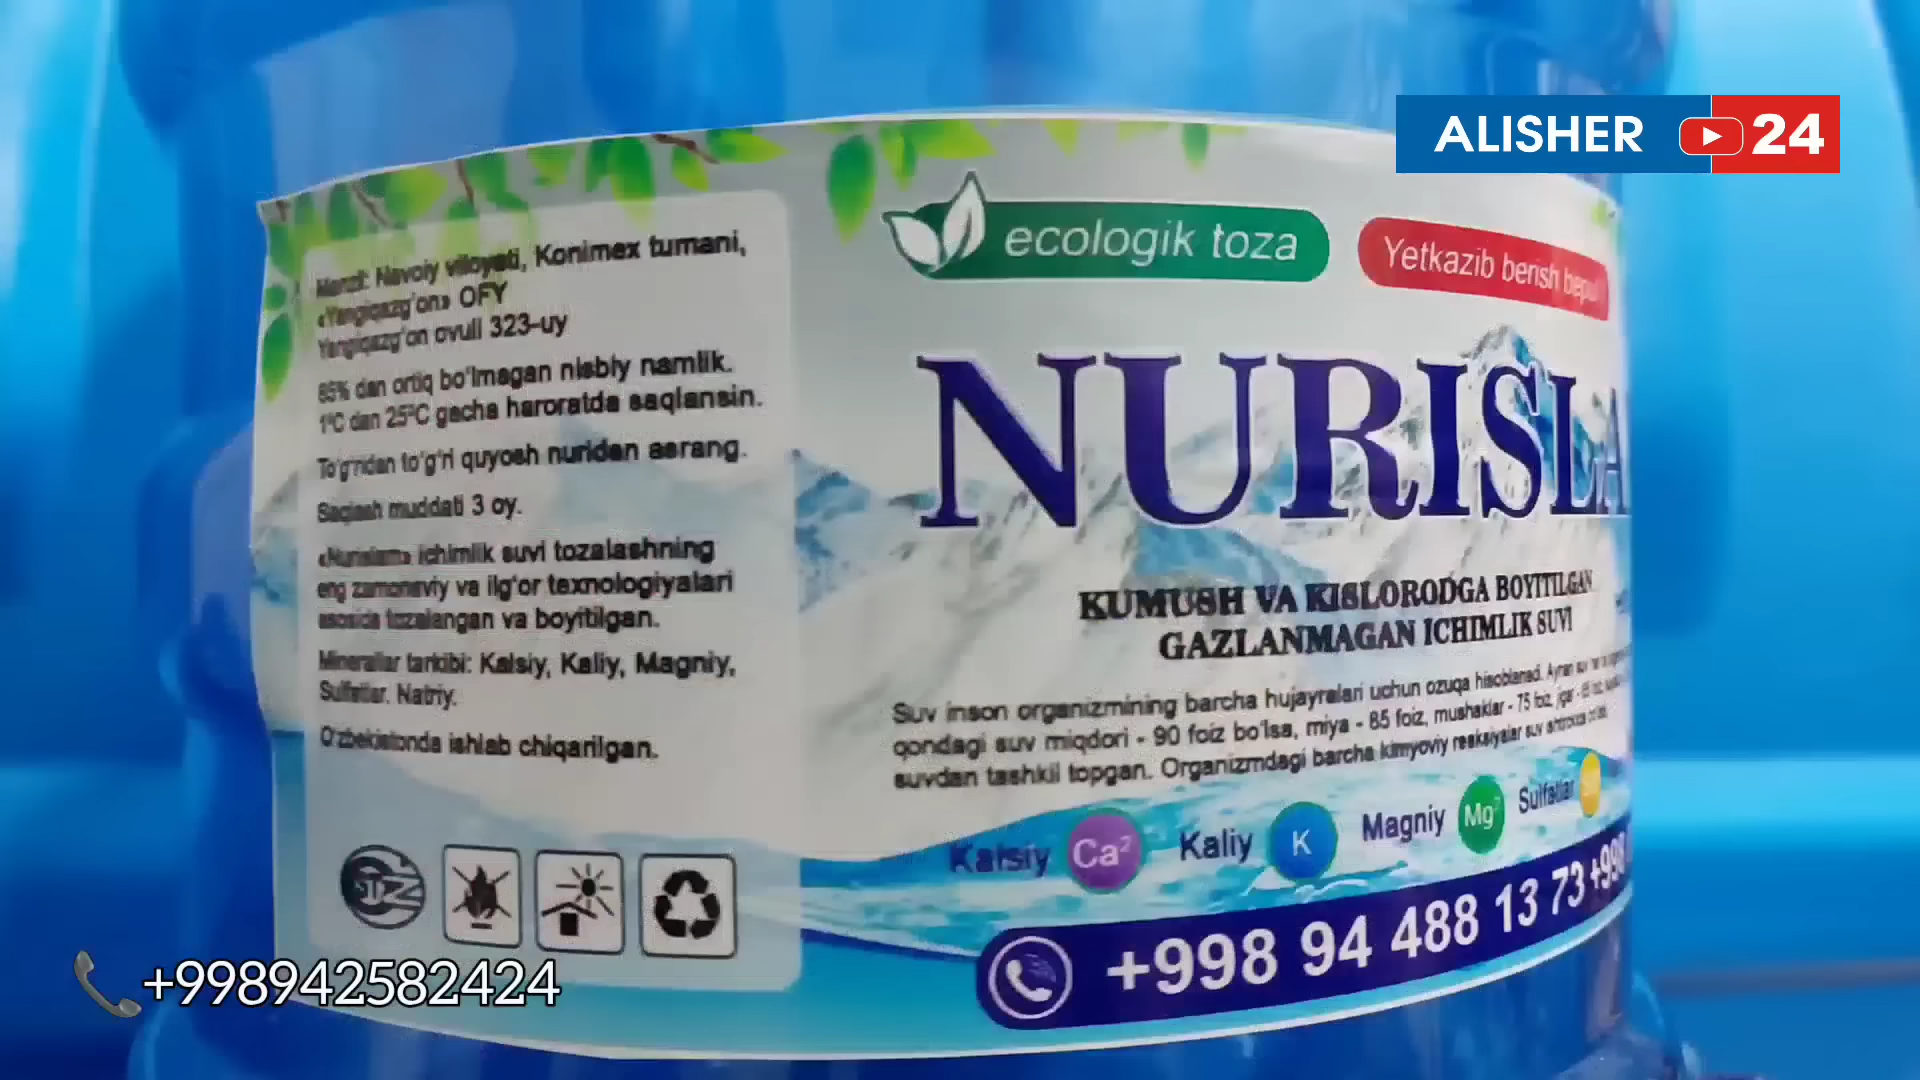 ALISHER 24
ecologik toza
Yetkazib berish bepul
Manzil: Navoiy viloyati, Konimex tumani,
«Yangiqazg'on» OFY
Yangiqazg'on ovuli 323-uy
85% dan ortiq bo'lmagan nisbiy namlik.
1°C dan 25°C gacha haroratda saqlansin.
To'g'ridan to'g'ri quyosh nuridan asrang.
Saqlash muddati 3 oy.
«Nurislam» ichimlik suvi tozalashning
eng zamonaviy va ilg'or texnologiyalari
asosida tozalangan va boyitilgan.
Minerallar tarkibi: Kalsiy, Kaliy, Magniy,
Sulfatlar. Natriy.
O'zbekistonda ishlab chiqarilgan.
NURISLA
KUMUSH VA KISLORODGA BOYITILGAN
GAZLANMAGAN ICHIMLIK SUVI
Suv inson organizmining barcha hujayralari uchun ozuqa hisoblanadi. Aynan suv
qondagi suv miqdori - 90 foiz bo'lsa, miya - 85 foiz, mushaklar - 75 foiz, jigar -
suvdan tashkil topgan. Organizmdagi barcha kimyoviy reaksiyalar suv
Kalsiy Ca² Kaliy K Magniy Mg² Sulfatlar
+998 94 488 13 73 +998
+998942582424